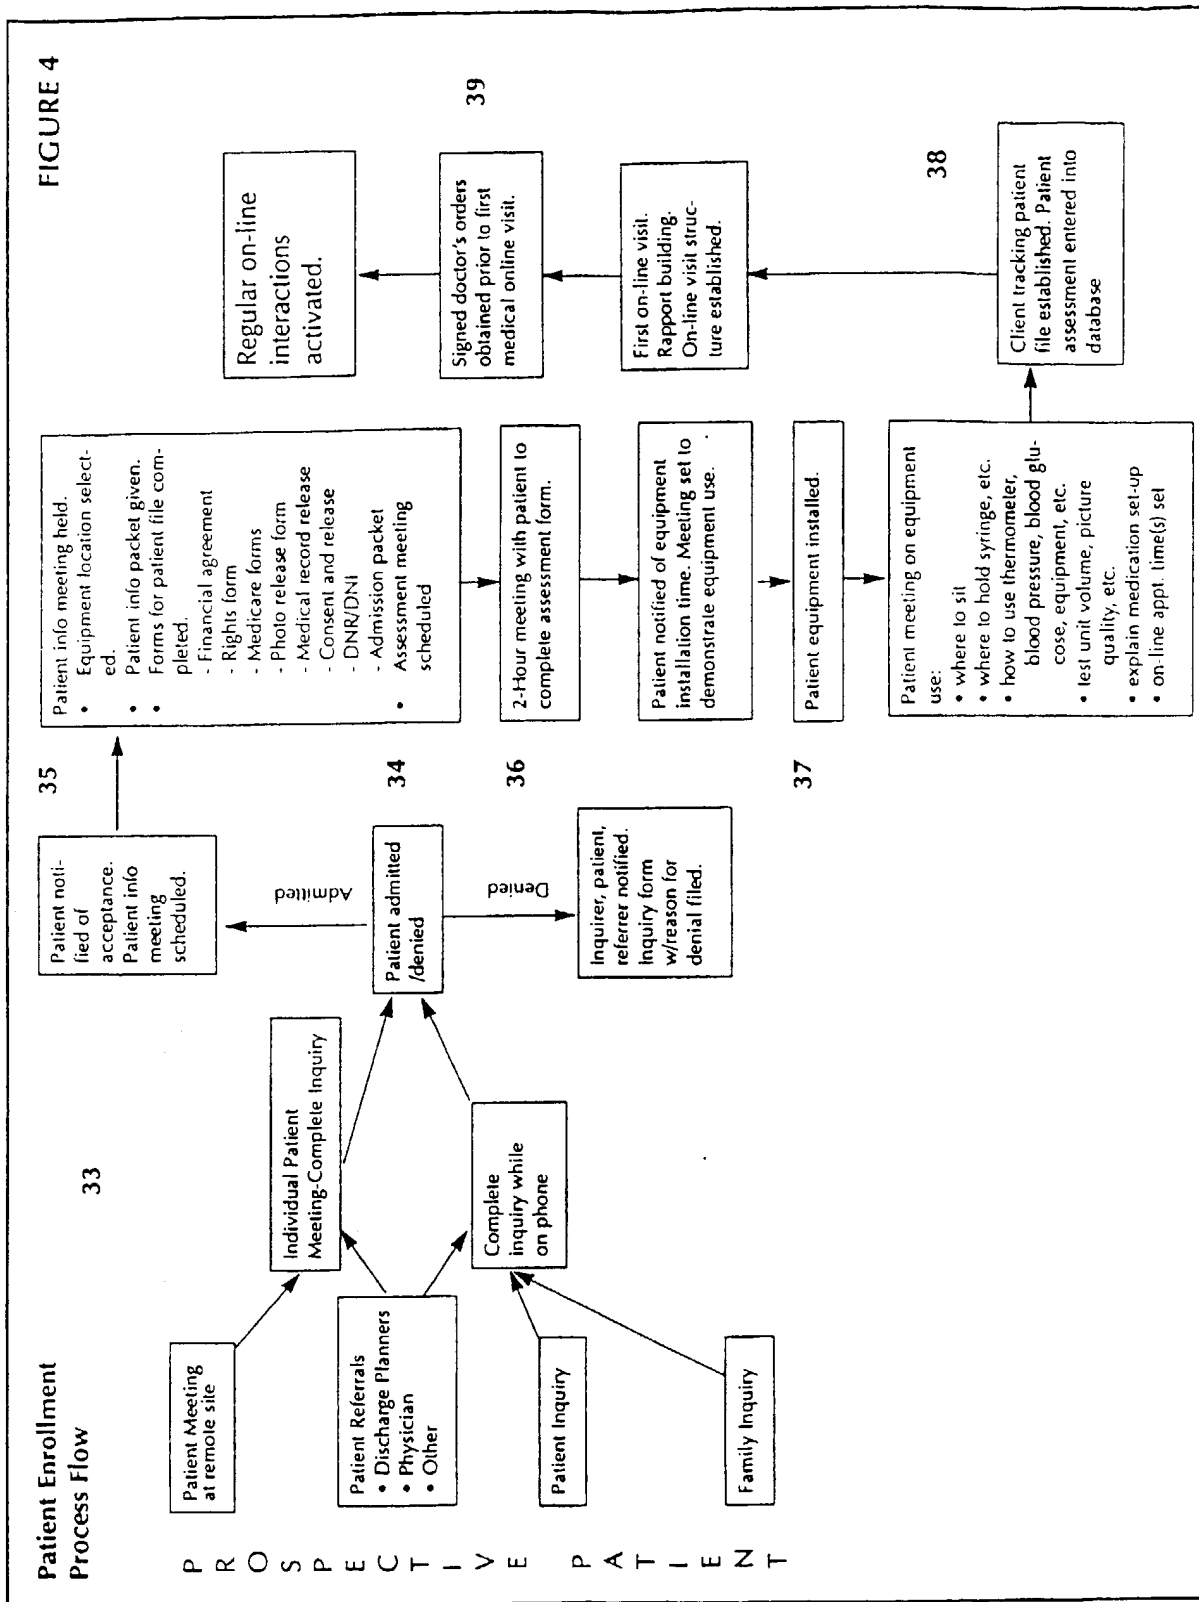 Patient Enrollment
Process Flow
FIGURE 4
PROSPECTIVE PATIENT
Patient Meeting
at remote site
Patient Referrals
• Discharge Planners
• Physician
• Other
Patient Inquiry
Family Inquiry
33
Individual Patient
Meeting-Complete Inquiry
Complete
inquiry while
on phone
Patient noti-
fied of
acceptance.
Patient info
meeting
scheduled.
Admitted
Patient admitted
/denied
Denied
Inquirer, patient,
referrer notified.
Inquiry form
w/reason for
denial filed.
35
34
36
37
Patient info meeting held.
• Equipment location select-
ed.
• Patient info packet given.
• Forms for patient file com-
pleted.
- Financial agreement
- Rights form
- Medicare forms
- Photo release form
- Medical record release
- Consent and release
- DNR/DNI
- Admission packet
• Assessment meeting
scheduled
2-Hour meeting with patient to
complete assessment form.
Patient notified of equipment
installation time. Meeting set to
demonstrate equipment use.
Patient equipment installed.
Patient meeting on equipment
use:
• where to sit
• where to hold syringe, etc.
• how to use thermometer,
blood pressure, blood glu-
cose, equipment, etc.
• test unit volume, picture
quality, etc.
• explain medication set-up
• on-line appt. time(s) set
Regular on-line
interactions
activated.
Signed doctor's orders
obtained prior to first
medical online visit.
First on-line visit.
Rapport building.
On-line visit struc-
ture established.
Client tracking patient
file established. Patient
assessment entered into
database
39
38